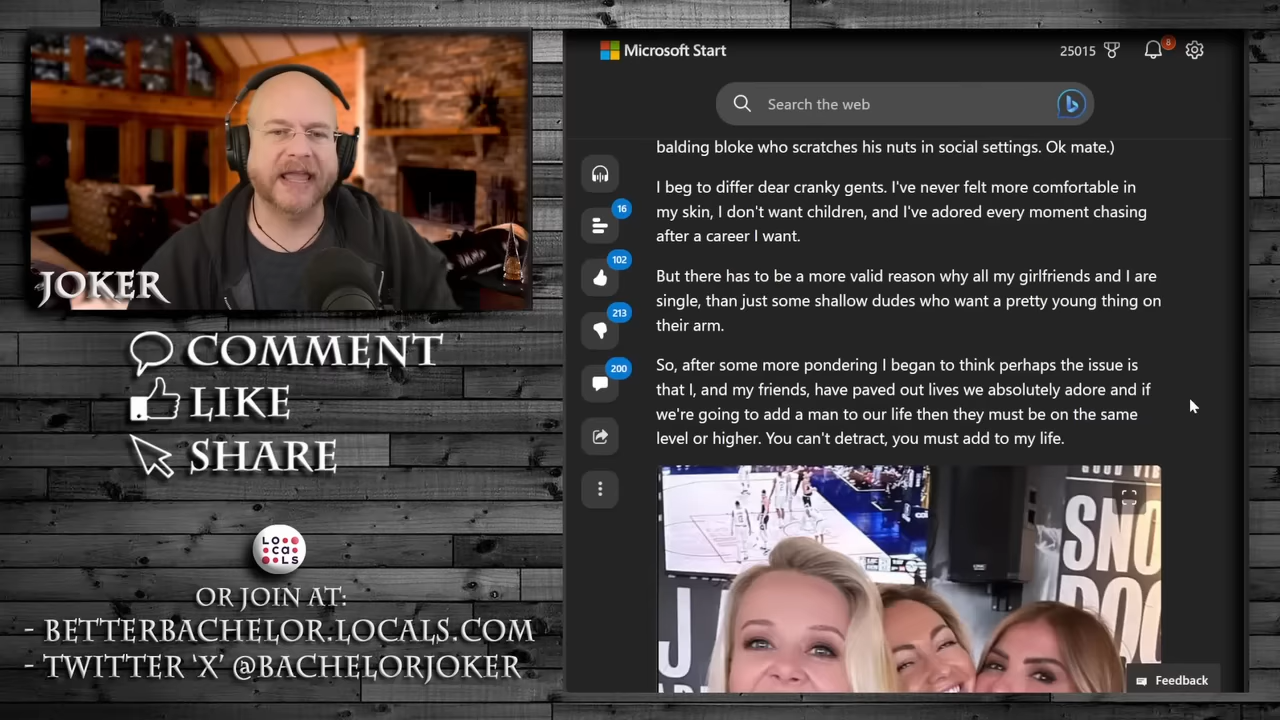 JOKER
COMMENT
LIKE
SHARE
LOCALS
OR JOIN AT:
- BETTERBACHELOR.LOCALS.COM
- TWITTER 'X' @BACHELORJOKER
Microsoft Start
25015
8
Search the web
balding bloke who scratches his nuts in social settings. Ok mate.)
I beg to differ dear cranky gents. I've never felt more comfortable in
my skin, I don't want children, and I've adored every moment chasing
after a career I want.
But there has to be a more valid reason why all my girlfriends and I are
single, than just some shallow dudes who want a pretty young thing on
their arm.
So, after some more pondering I began to think perhaps the issue is
that I, and my friends, have paved out lives we absolutely adore and if
we're going to add a man to our life then they must be on the same
level or higher. You can't detract, you must add to my life.
16
102
213
200
SNO
DOG
J
Feedback